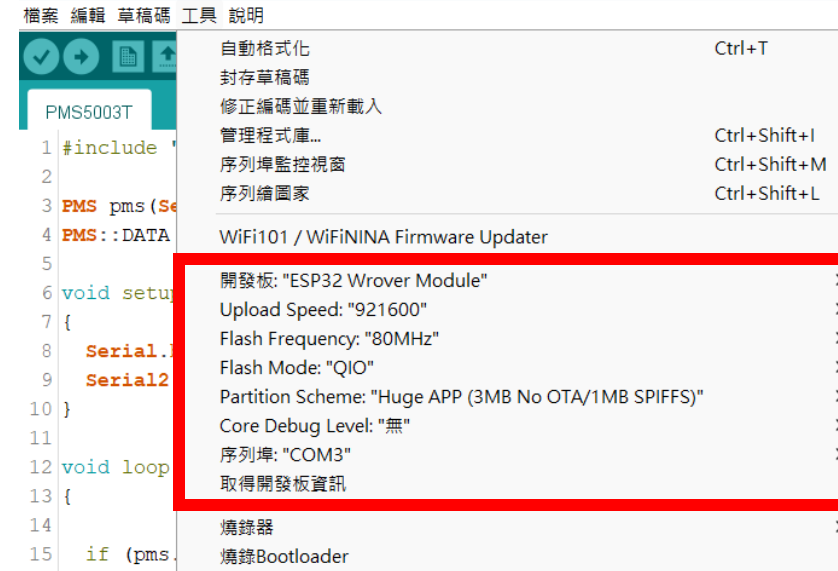 檔案 編輯 草稿碼 工具 說明
自動格式化 Ctrl+T
封存草稿碼
修正編碼並重新載入
管理程式庫... Ctrl+Shift+I
序列埠監控視窗 Ctrl+Shift+M
序列繪圖家 Ctrl+Shift+L
WiFi101 / WiFiNINA Firmware Updater
開發板: "ESP32 Wrover Module"
Upload Speed: "921600"
Flash Frequency: "80MHz"
Flash Mode: "QIO"
Partition Scheme: "Huge APP (3MB No OTA/1MB SPIFFS)"
Core Debug Level: "無"
序列埠: "COM3"
取得開發板資訊
燒錄器
燒錄Bootloader
PMS5003T
1 #include "
2
3 PMS pms(Se
4 PMS::DATA
5
6 void setup
7 {
8 Serial.
9 Serial2
10 }
11
12 void loop
13 {
14
15 if (pms.